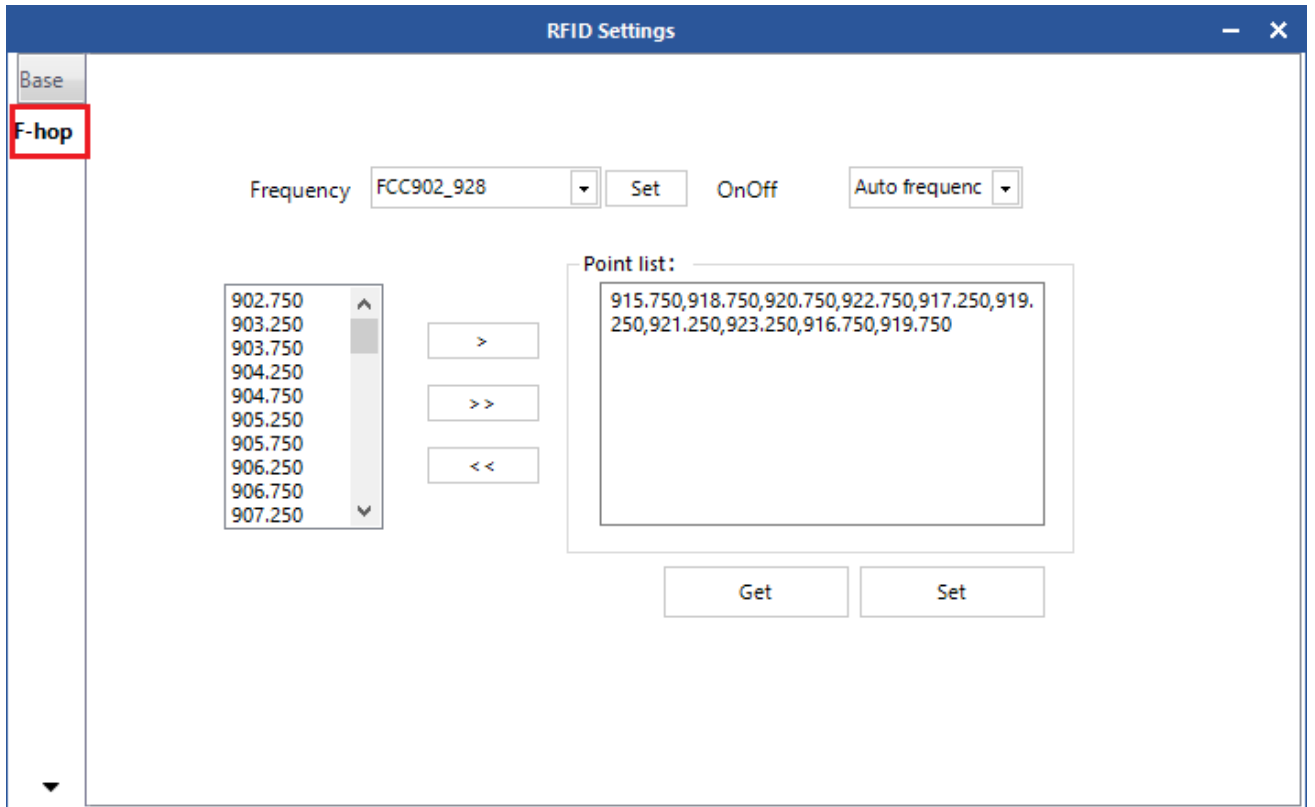 RFID Settings
Base
F-hop
Frequency FCC902_928 Set OnOff Auto frequenc
Point list:
902.750
903.250
903.750
904.250
904.750
905.250
905.750
906.250
906.750
907.250
>
>>
<<
915.750,918.750,920.750,922.750,917.250,919.
250,921.250,923.250,916.750,919.750
Get Set